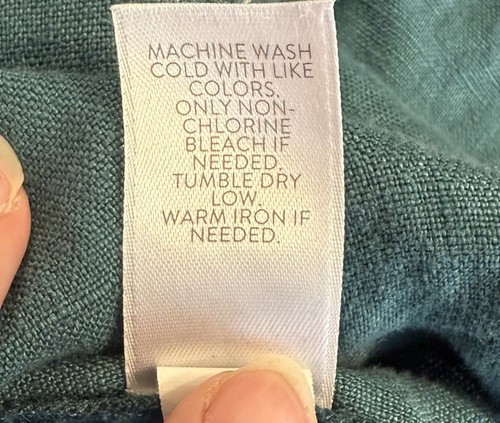 MACHINE WASH
COLD WITH LIKE
COLORS.
ONLY NON-
CHLORINE
BLEACH IF
NEEDED.
TUMBLE DRY
LOW.
WARM IRON IF
NEEDED.